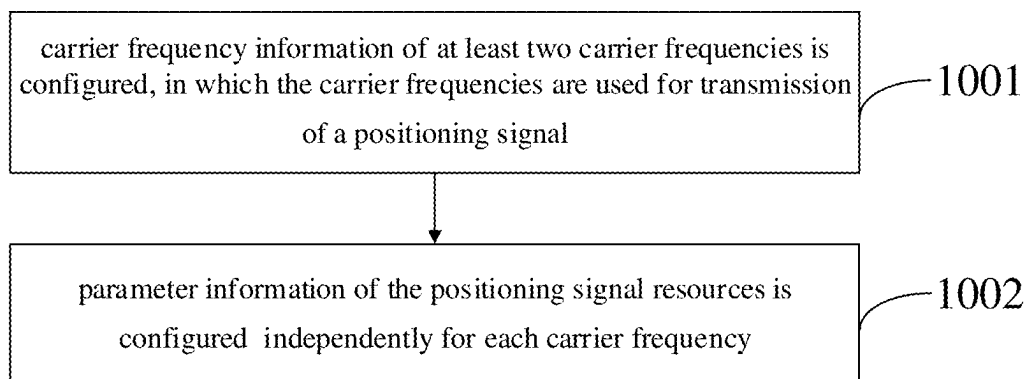 carrier frequency information of at least two carrier frequencies is
configured, in which the carrier frequencies are used for transmission
of a positioning signal
1001
parameter information of the positioning signal resources is
configured independently for each carrier frequency
1002